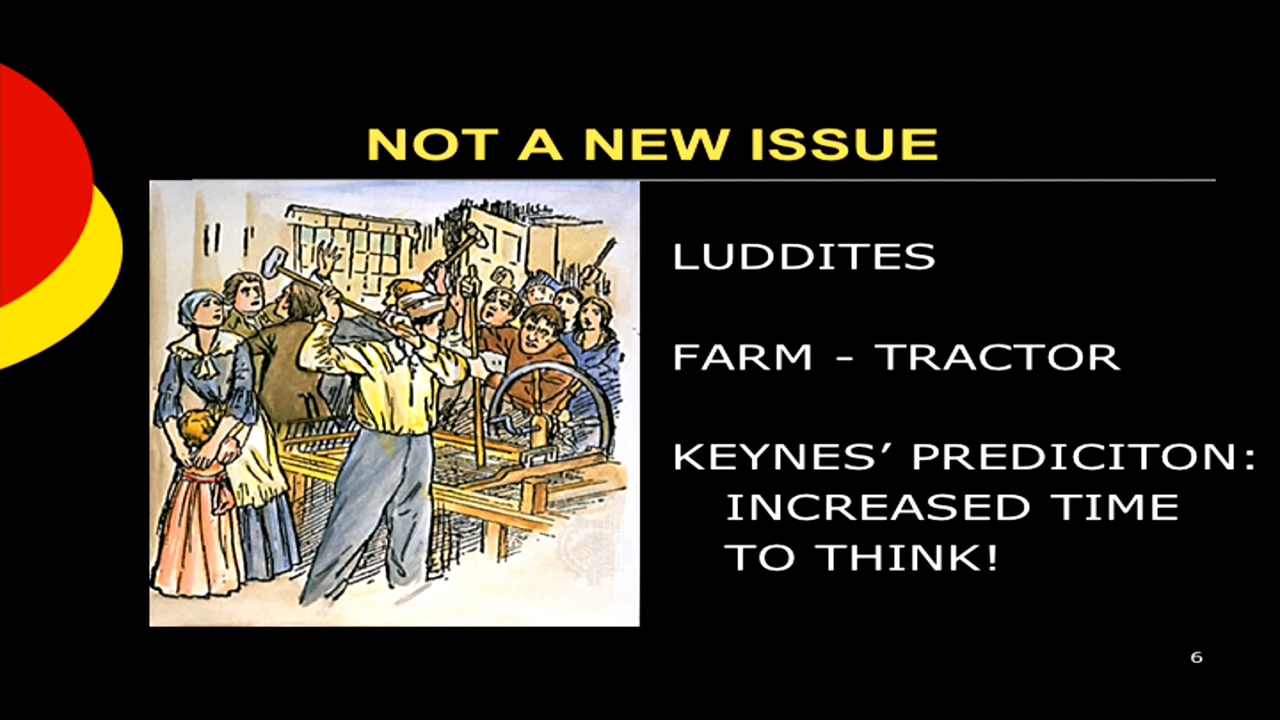 NOT A NEW ISSUE
LUDDITES
FARM - TRACTOR
KEYNES’ PREDICITON:
INCREASED TIME
TO THINK!
6